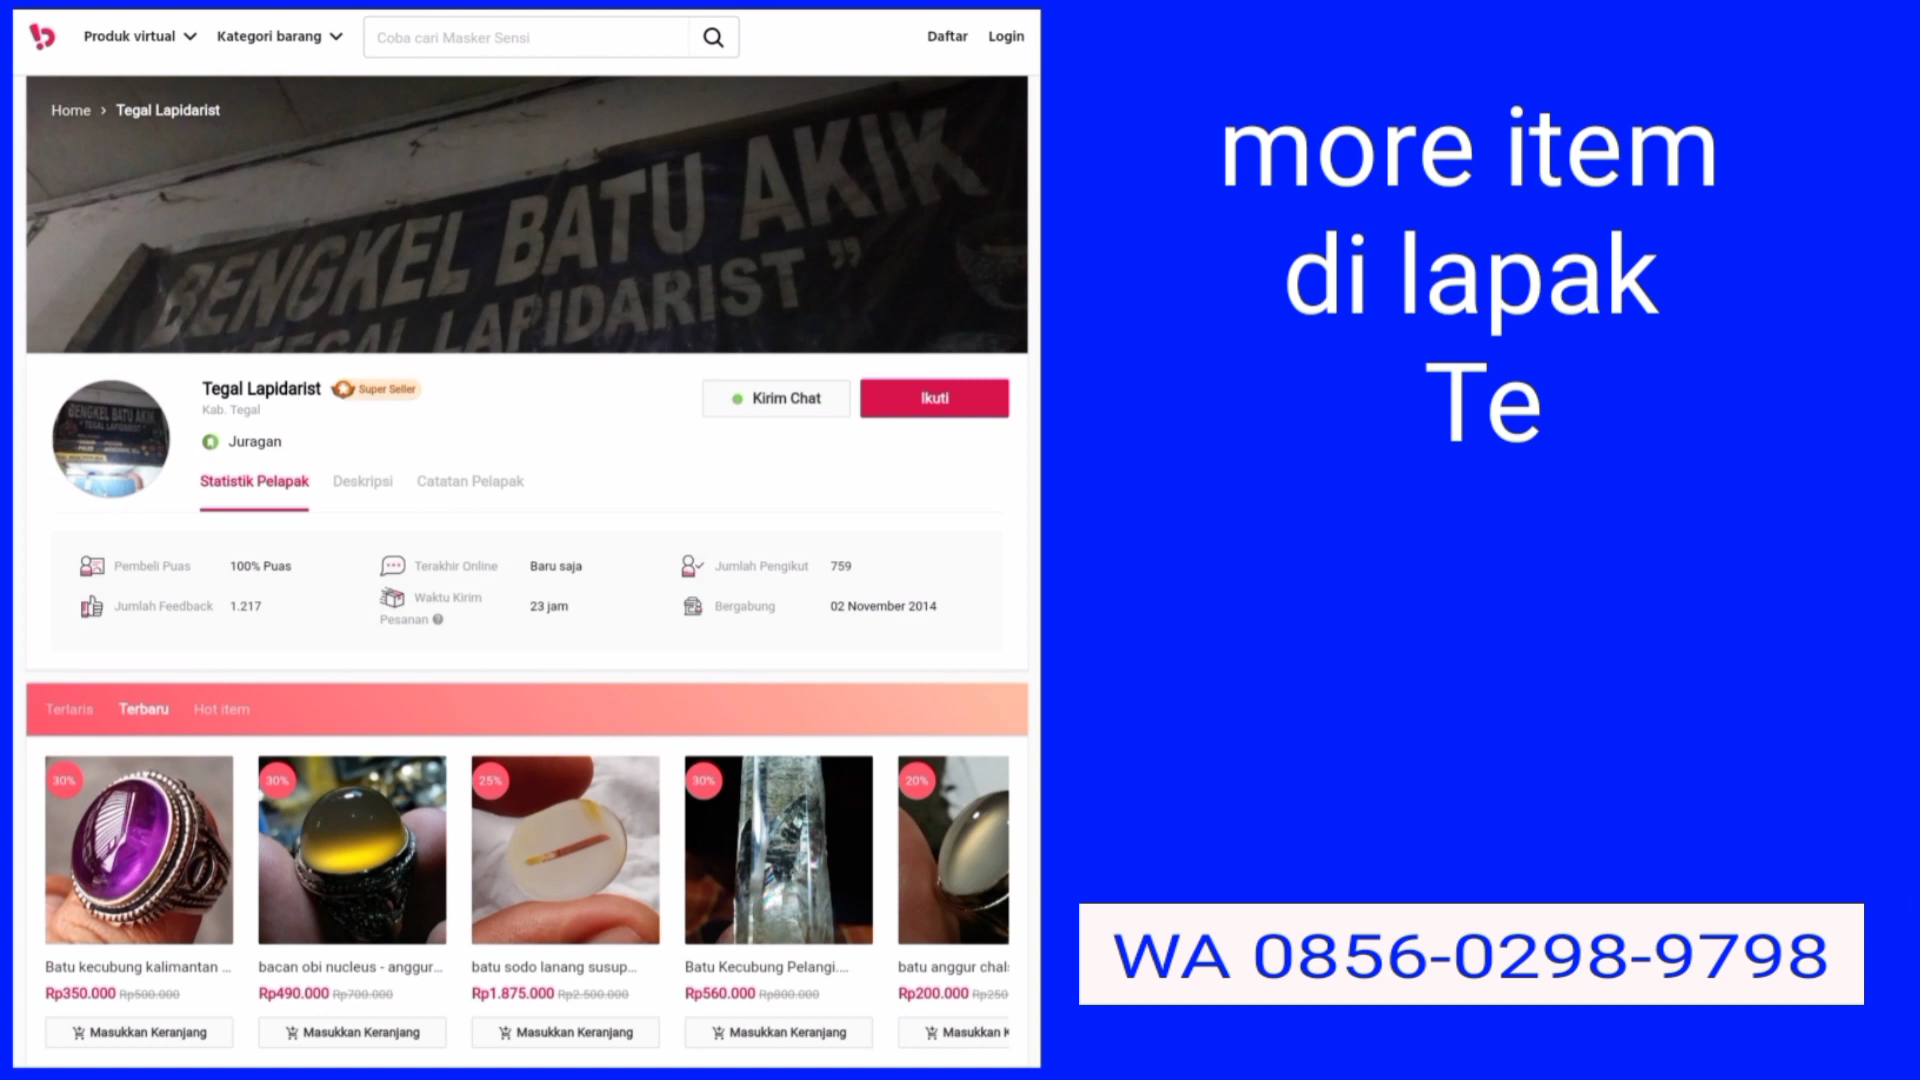 Produk virtual
Kategori barang
Coba cari Masker Sensi
Daftar
Login
Home > Tegal Lapidarist
BENGKEL BATU AKIK
"TEGAL LAPIDARIST"
Tegal Lapidarist
Super Seller
Kab. Tegal
Juragan
Kirim Chat
Ikuti
Statistik Pelapak
Deskripsi
Catatan Pelapak
Pembeli Puas 100% Puas
Terakhir Online Baru saja
Jumlah Pengikut 759
Jumlah Feedback 1.217
Waktu Kirim
Pesanan
23 jam
Bergabung 02 November 2014
Terlaris
Terbaru
Hot item
30%
30%
25%
30%
20%
Batu kecubung kalimantan ...
bacan obi nucleus - anggur...
batu sodo lanang susup...
Batu Kecubung Pelangi....
batu anggur chal
Rp350.000 Rp500.000
Rp490.000 Rp700.000
Rp1.875.000 Rp2.500.000
Rp560.000 Rp800.000
Rp200.000 Rp250
Masukkan Keranjang
Masukkan Keranjang
Masukkan Keranjang
Masukkan Keranjang
Masukkan K
more item
di lapak
Te
WA 0856-0298-9798